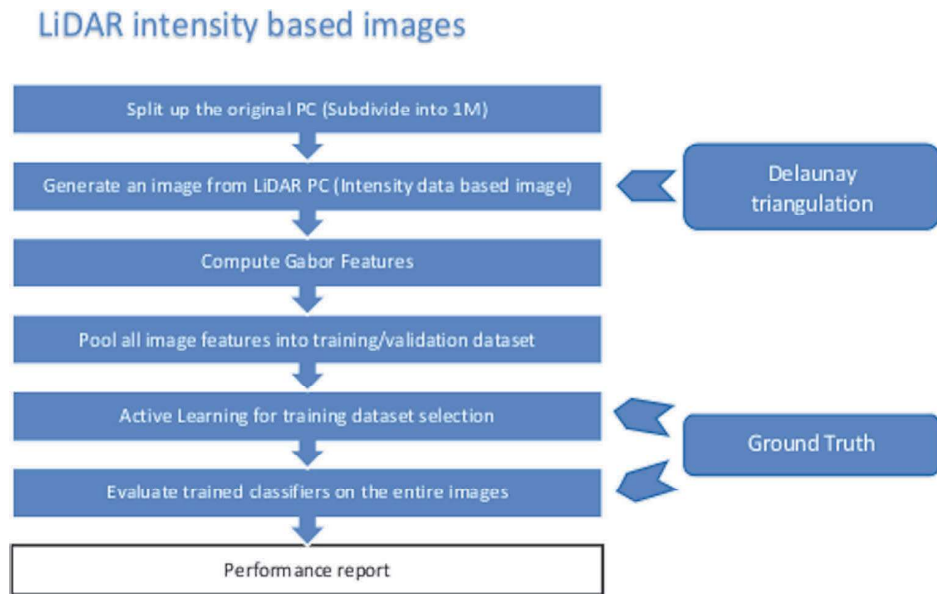 LiDAR intensity based images
Split up the original PC (Subdivide into 1M)
Generate an image from LiDAR PC (Intensity data based image)
Delaunay
triangulation
Compute Gabor Features
Pool all image features into training/validation dataset
Active Learning for training dataset selection
Ground Truth
Evaluate trained classifiers on the entire images
Performance report